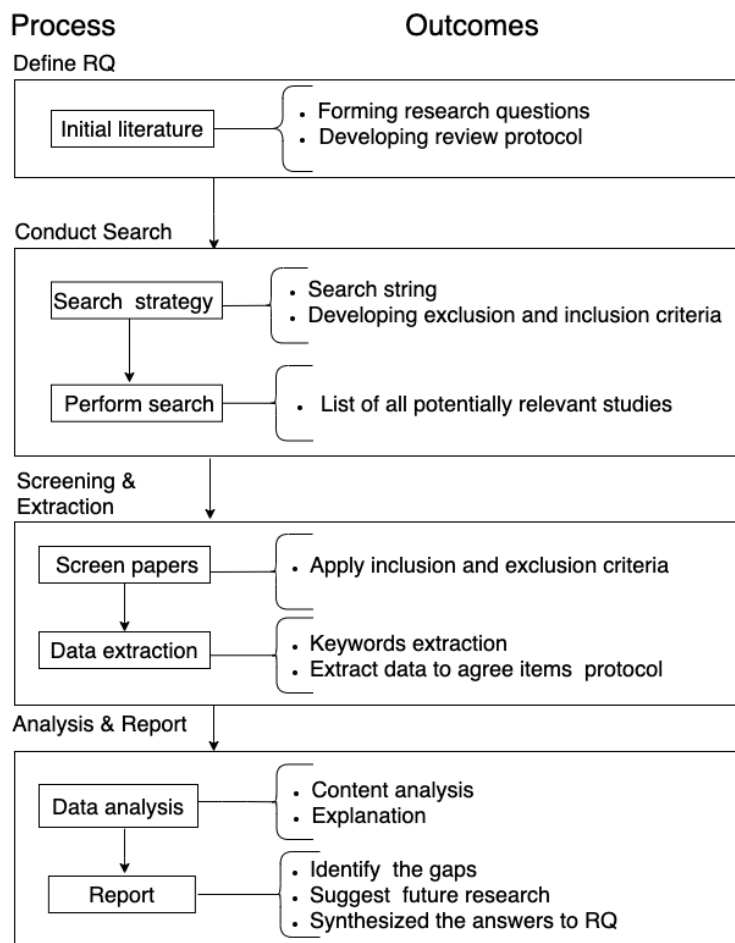 Process Outcomes
Define RQ
Initial literature
• Forming research questions
• Developing review protocol
Conduct Search
Search strategy
• Search string
• Developing exclusion and inclusion criteria
Perform search
• List of all potentially relevant studies
Screening &
Extraction
Screen papers
• Apply inclusion and exclusion criteria
Data extraction
• Keywords extraction
• Extract data to agree items protocol
Analysis & Report
Data analysis
• Content analysis
• Explanation
Report
• Identify the gaps
• Suggest future research
• Synthesized the answers to RQ